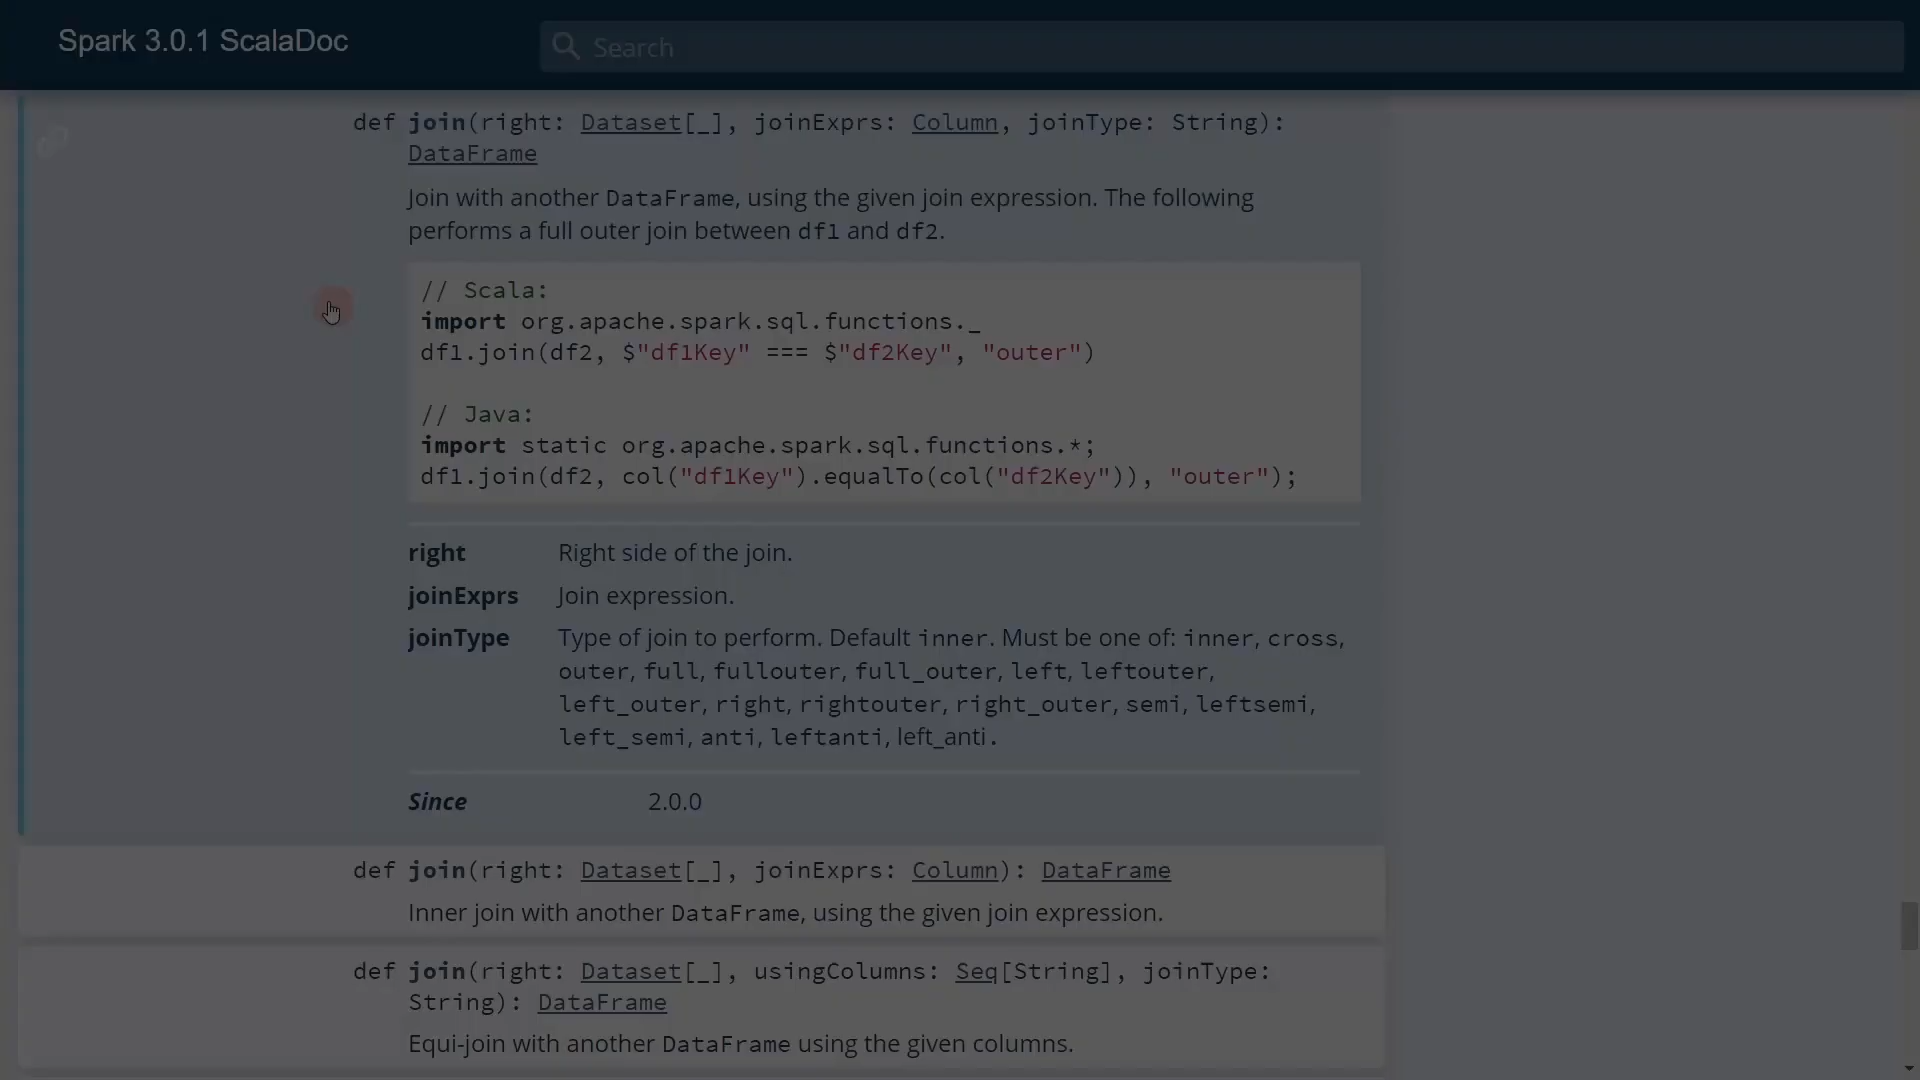 Spark 3.0.1 ScalaDoc
Search
def join(right: Dataset[_], joinExprs: Column, joinType: String):
DataFrame
Join with another DataFrame, using the given join expression. The following
performs a full outer join between df1 and df2.
// Scala:
import org.apache.spark.sql.functions._
df1.join(df2, $"df1Key" === $"df2Key", "outer")
// Java:
import static org.apache.spark.sql.functions.*;
df1.join(df2, col("df1Key").equalTo(col("df2Key")), "outer");
right Right side of the join.
joinExprs Join expression.
joinType Type of join to perform. Default inner. Must be one of: inner, cross,
outer, full, fullouter, full_outer, left, leftouter,
left_outer, right, rightouter, right_outer, semi, leftsemi,
left_semi, anti, leftanti, left_anti.
Since 2.0.0
def join(right: Dataset[_], joinExprs: Column): DataFrame
Inner join with another DataFrame, using the given join expression.
def join(right: Dataset[_], usingColumns: Seq[String], joinType:
String): DataFrame
Equi-join with another DataFrame using the given columns.